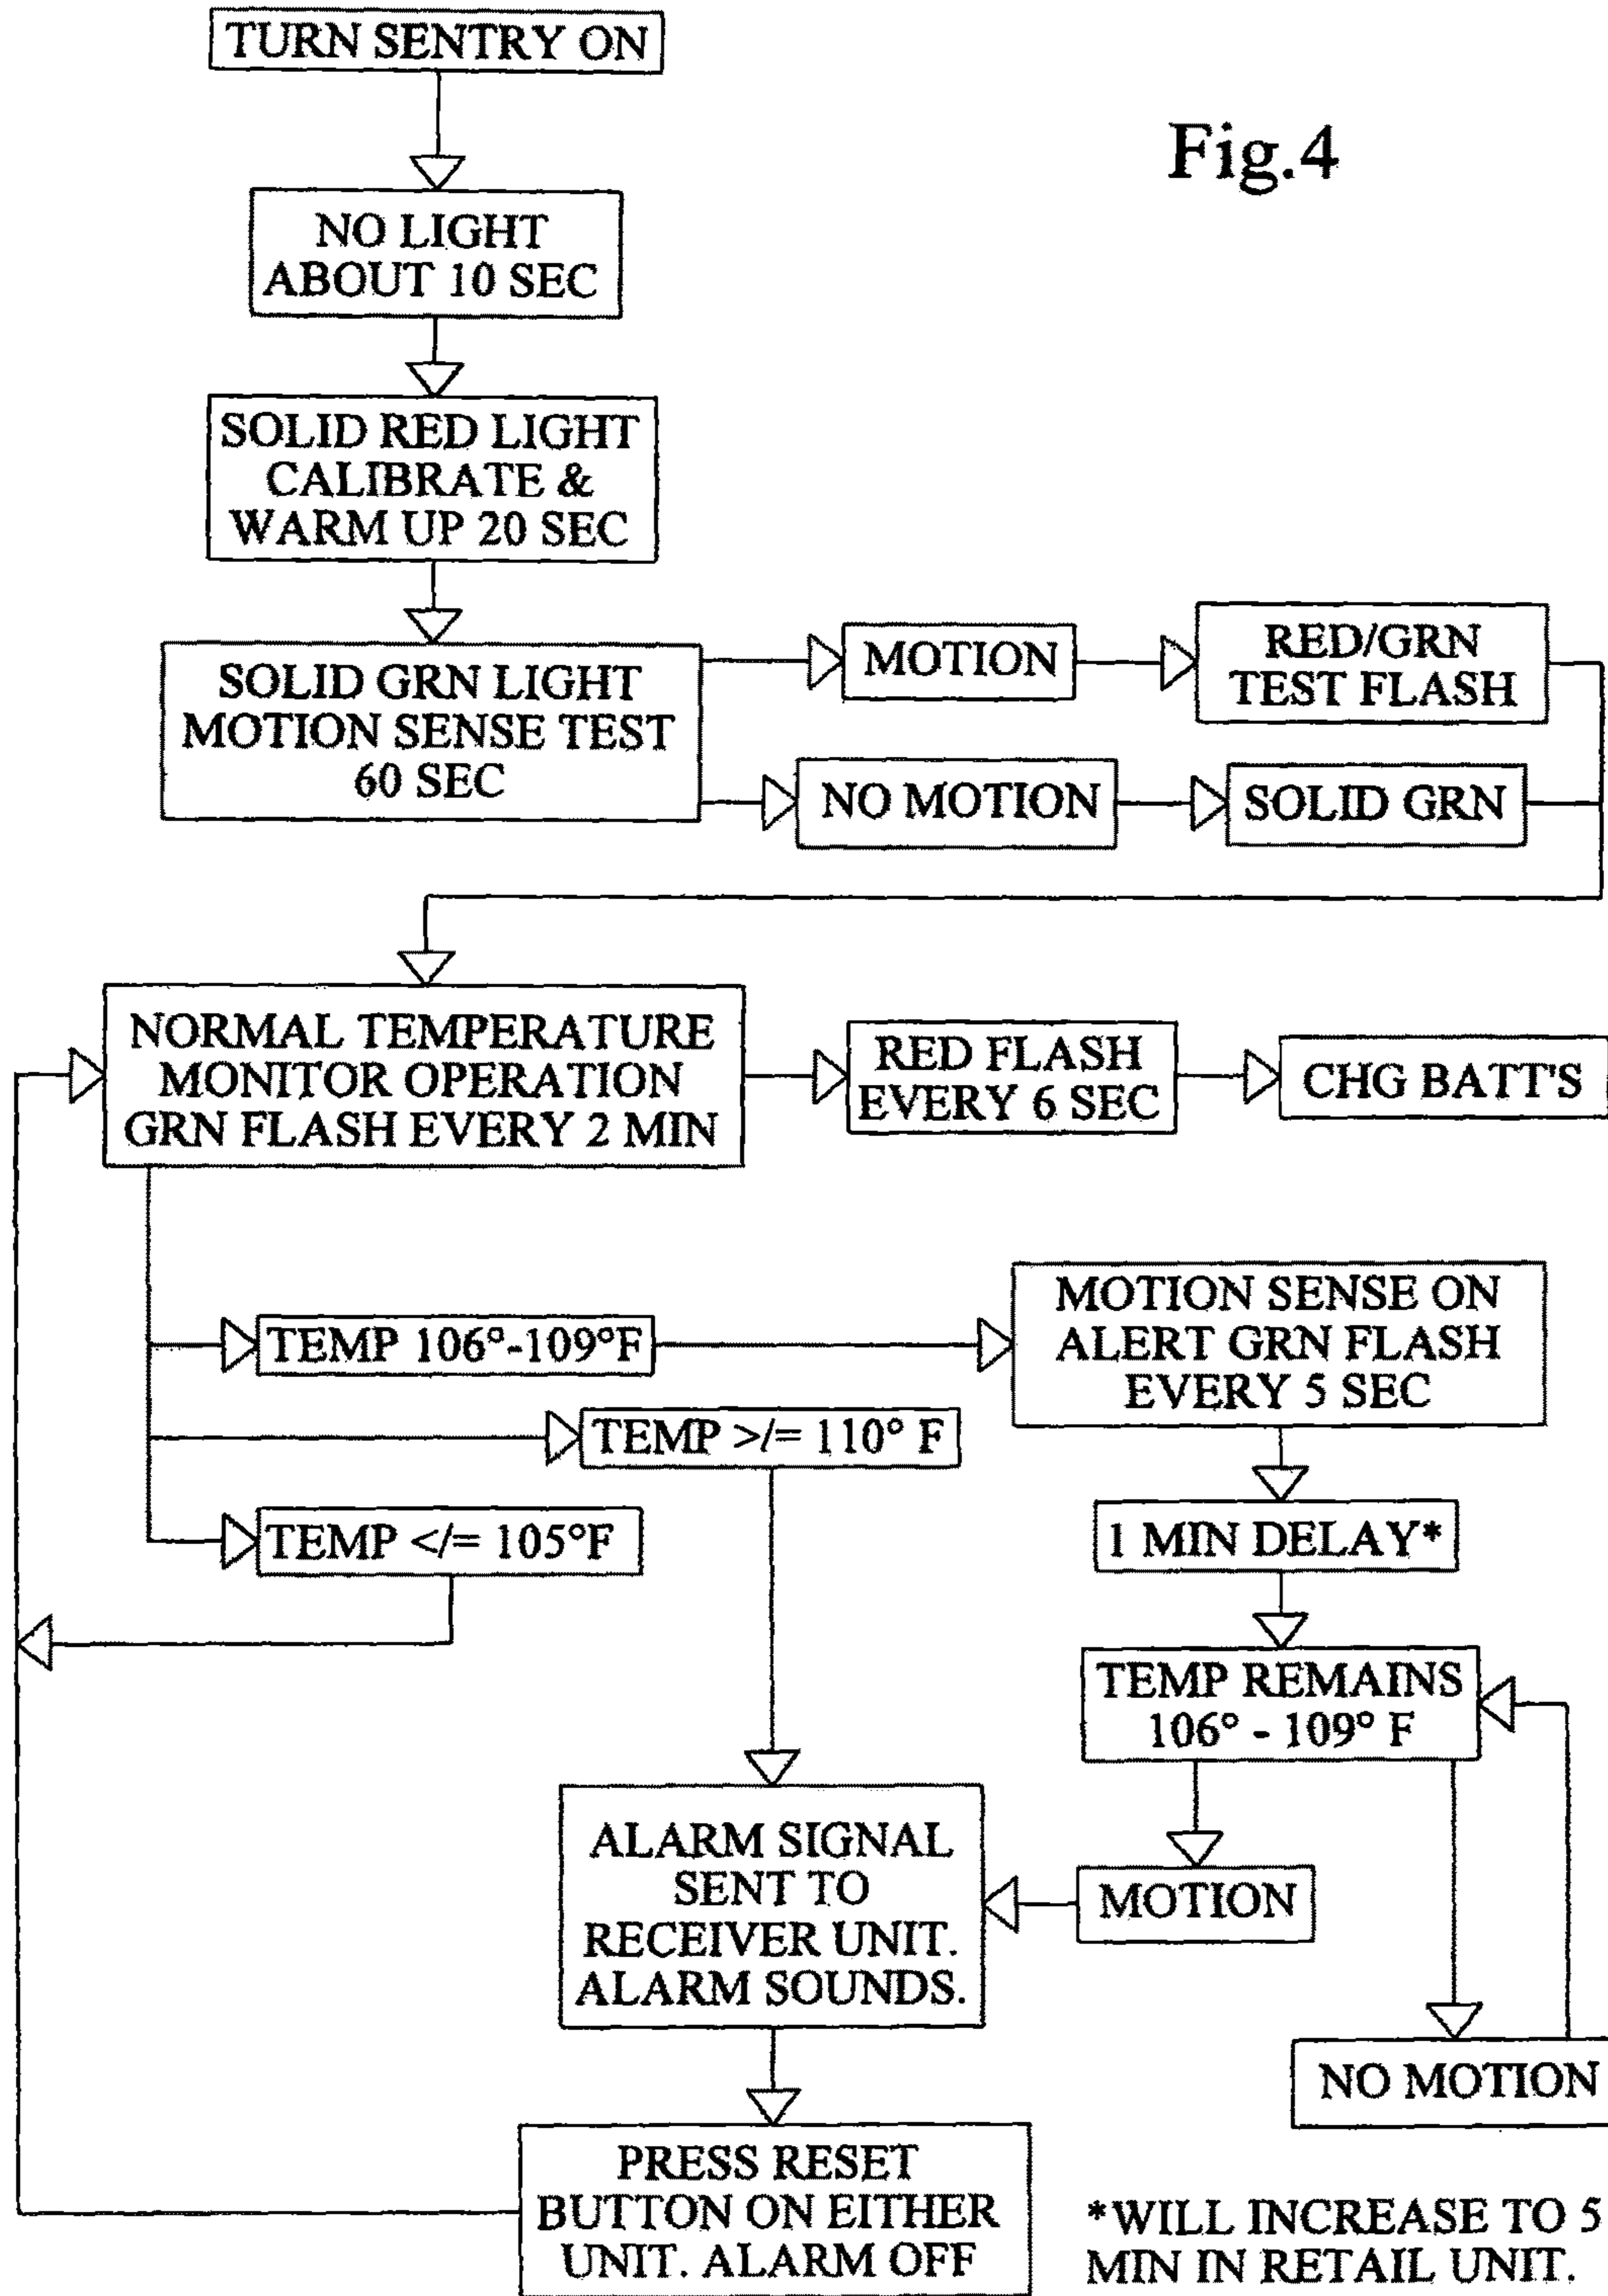 TURN SENTRY ON
Fig.4
NO LIGHT
ABOUT 10 SEC
SOLID RED LIGHT
CALIBRATE &
WARM UP 20 SEC
SOLID GRN LIGHT
MOTION SENSE TEST
60 SEC
MOTION
RED/GRN
TEST FLASH
NO MOTION
SOLID GRN
NORMAL TEMPERATURE
MONITOR OPERATION
GRN FLASH EVERY 2 MIN
RED FLASH
EVERY 6 SEC
CHG BATT'S
TEMP 106°-109°F
MOTION SENSE ON
ALERT GRN FLASH
EVERY 5 SEC
TEMP >/= 110° F
TEMP </= 105°F
1 MIN DELAY*
TEMP REMAINS
106° - 109° F
ALARM SIGNAL
SENT TO
RECEIVER UNIT.
ALARM SOUNDS.
MOTION
NO MOTION
PRESS RESET
BUTTON ON EITHER
UNIT. ALARM OFF
*WILL INCREASE TO 5
MIN IN RETAIL UNIT.